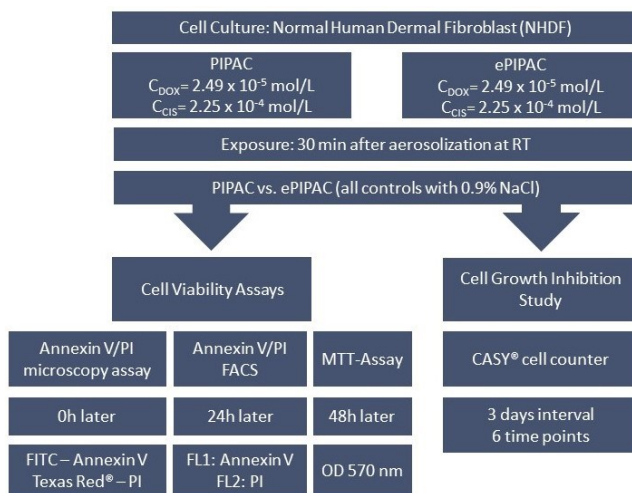 Cell Culture: Normal Human Dermal Fibroblast (NHDF)
PIPAC
C_DOX= 2.49 x 10⁻⁵ mol/L
C_CIS= 2.25 x 10⁻⁴ mol/L
ePIPAC
C_DOX= 2.49 x 10⁻⁵ mol/L
C_CIS= 2.25 x 10⁻⁴ mol/L
Exposure: 30 min after aerosolization at RT
PIPAC vs. ePIPAC (all controls with 0.9% NaCl)
Cell Viability Assays
Cell Growth Inhibition
Study
Annexin V/PI
microscopy assay
Annexin V/PI
FACS
MTT-Assay
CASY® cell counter
0h later
24h later
48h later
3 days interval
6 time points
FITC – Annexin V
Texas Red® – PI
FL1: Annexin V
FL2: PI
OD 570 nm